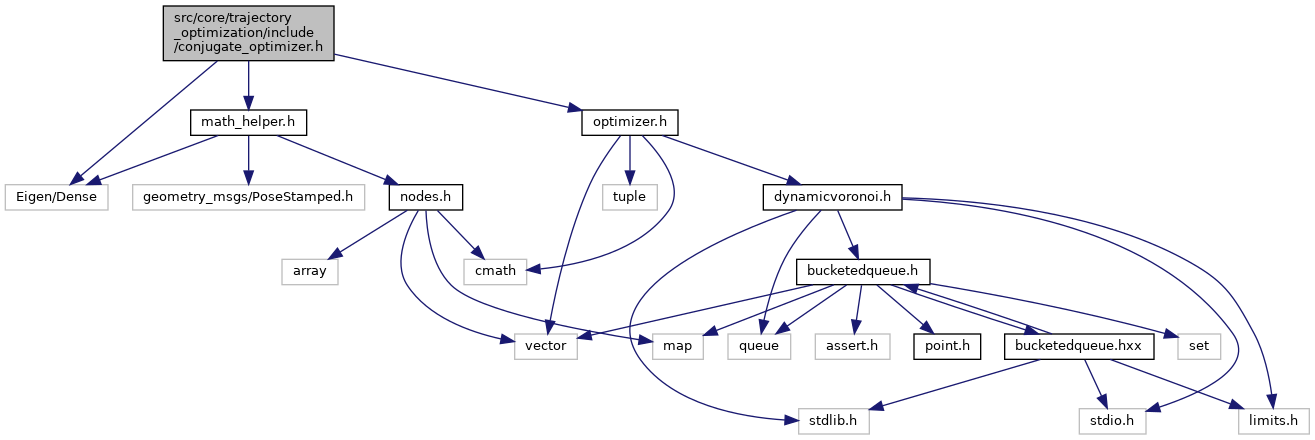 src/core/trajectory
_optimization/include
/conjugate_optimizer.h
math_helper.h
optimizer.h
Eigen/Dense
geometry_msgs/PoseStamped.h
nodes.h
tuple
dynamicvoronoi.h
array
cmath
bucketedqueue.h
vector
map
queue
assert.h
point.h
bucketedqueue.hxx
set
stdlib.h
stdio.h
limits.h